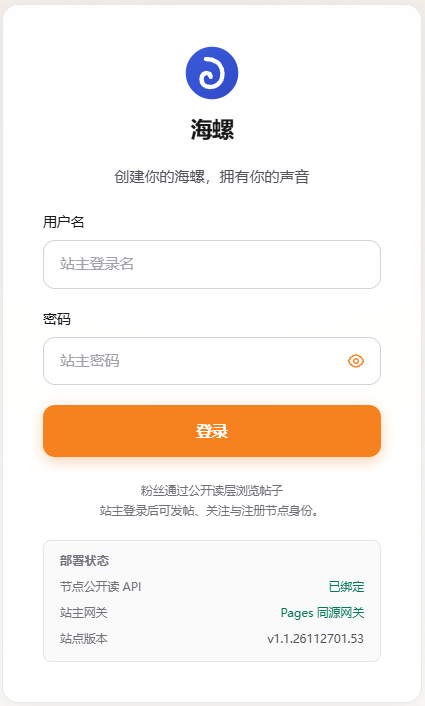 海螺
创建你的海螺，拥有你的声音
用户名
站主登录名
密码
站主密码
登录
粉丝通过公开读层浏览帖子
站主登录后可发帖、关注与注册节点身份。
部署状态
节点公开读 API 已绑定
站主网关 Pages 同源网关
站点版本 v1.1.26112701.53